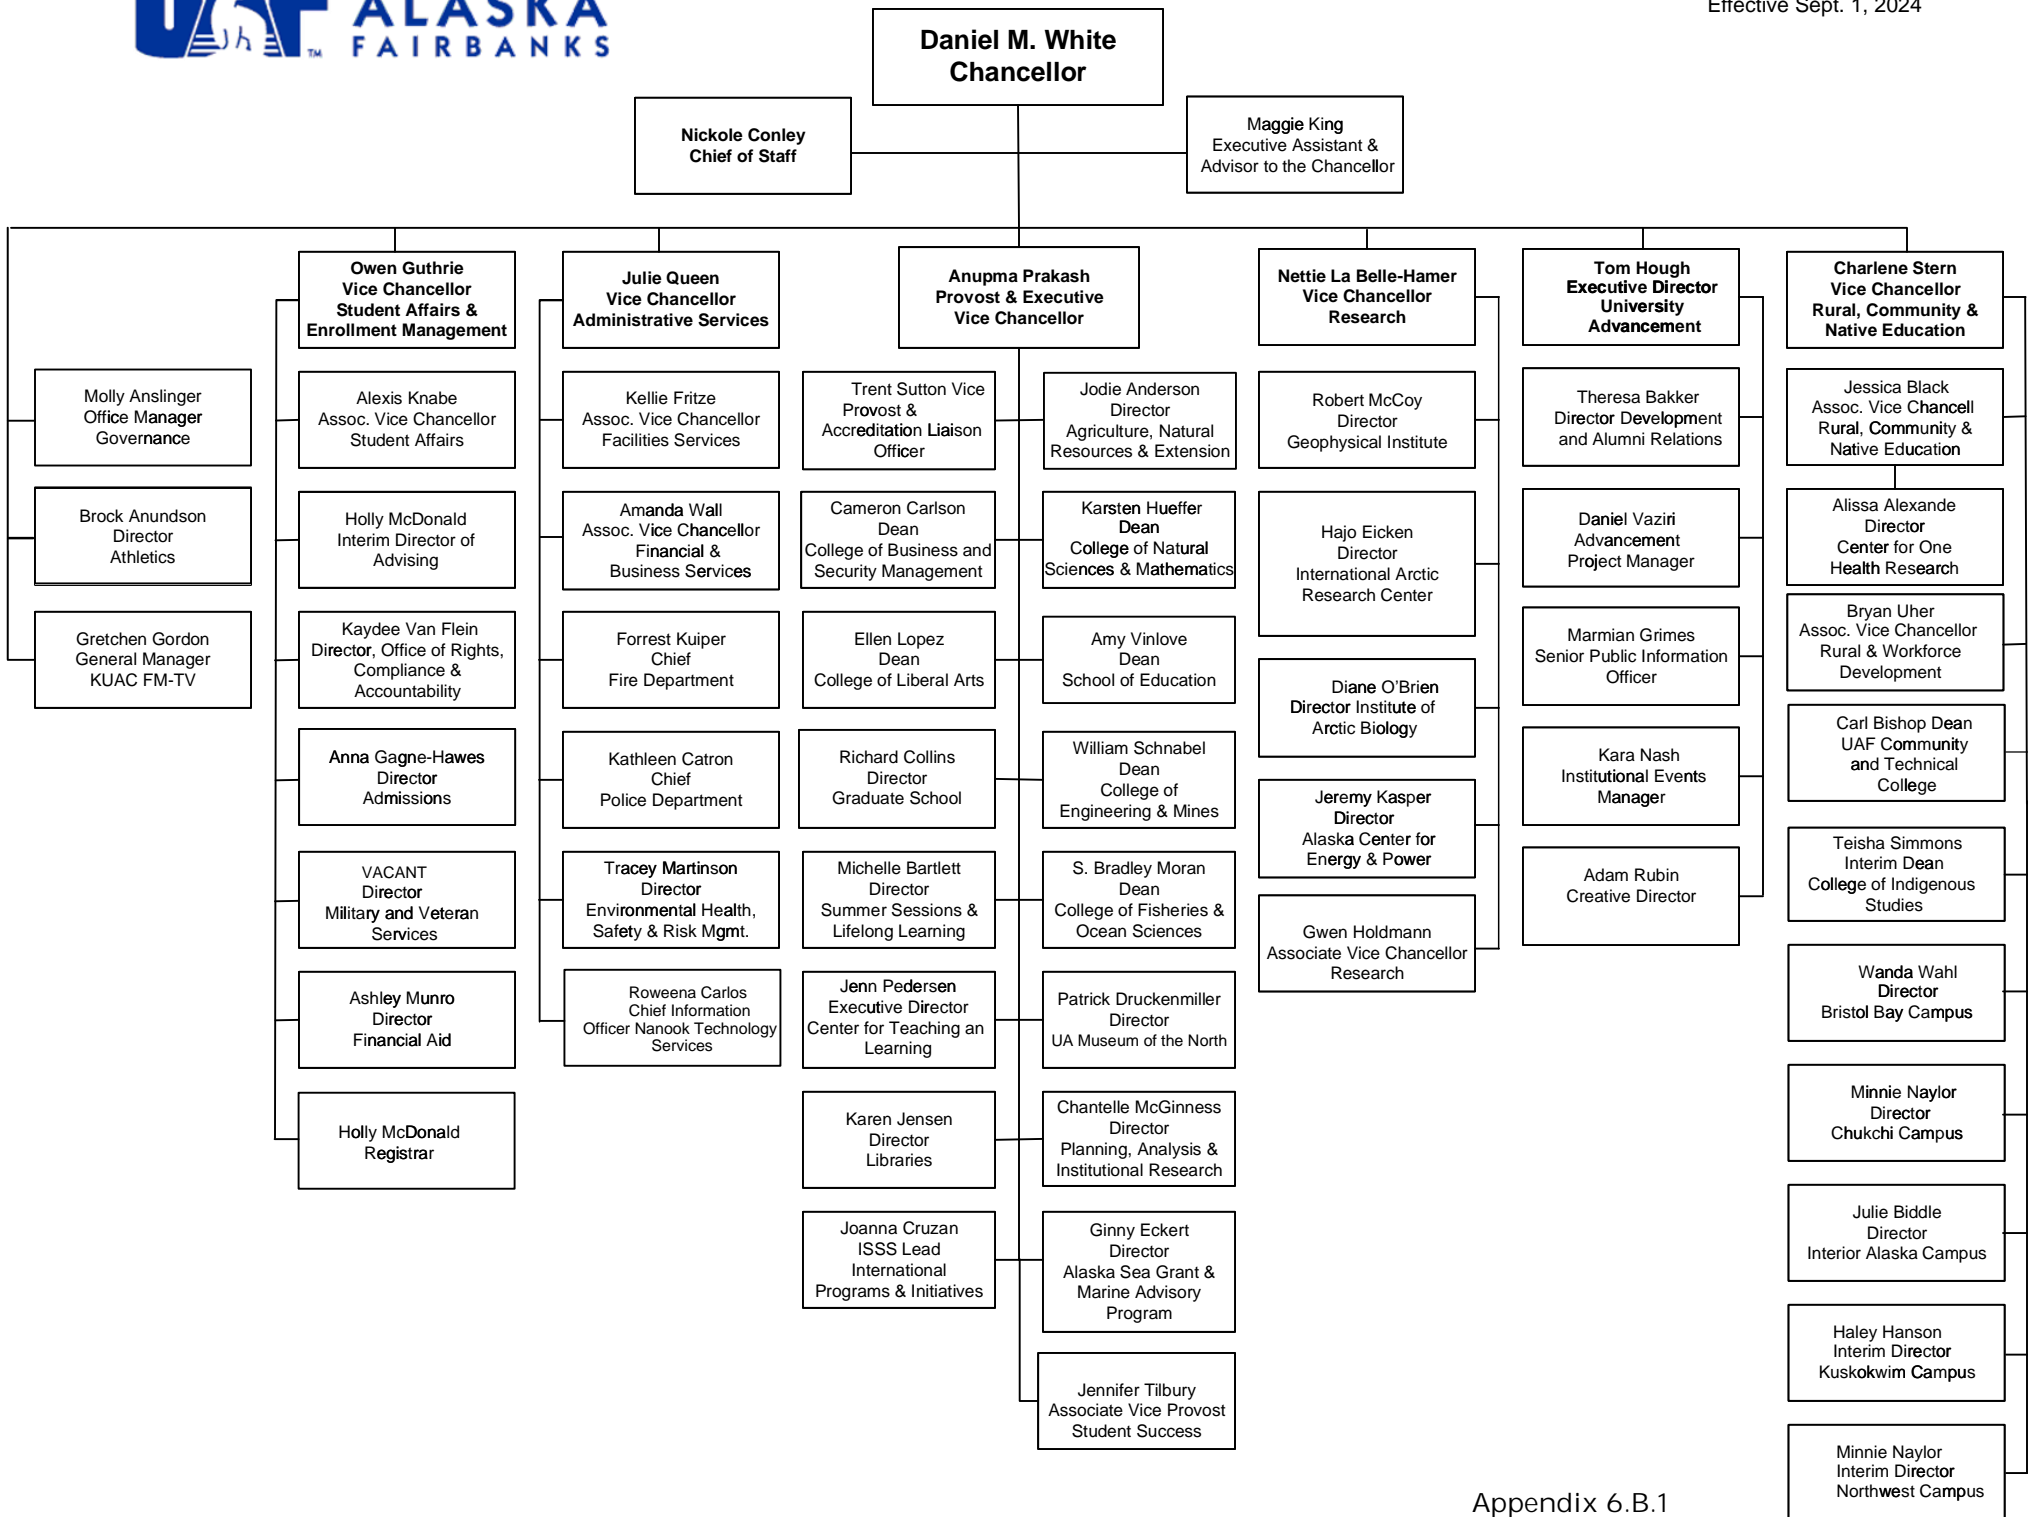 ALASKA
FAIRBANKS
TM
Effective Sept. 1, 2024
Daniel M. White
Chancellor
Nickole Conley
Chief of Staff
Maggie King
Executive Assistant &
Advisor to the Chancellor
Owen Guthrie
Vice Chancellor
Student Affairs &
Enrollment Management
Julie Queen
Vice Chancellor
Administrative Services
Anupma Prakash
Provost & Executive
Vice Chancellor
Nettie La Belle-Hamer
Vice Chancellor
Research
Tom Hough
Executive Director
University
Advancement
Charlene Stern
Vice Chancellor
Rural, Community &
Native Education
Molly Anslinger
Office Manager
Governance
Brock Anundson
Director
Athletics
Gretchen Gordon
General Manager
KUAC FM-TV
Alexis Knabe
Assoc. Vice Chancellor
Student Affairs
Holly McDonald
Interim Director of
Advising
Kaydee Van Flein
Director, Office of Rights,
Compliance &
Accountability
Anna Gagne-Hawes
Director
Admissions
VACANT
Director
Military and Veteran
Services
Ashley Munro
Director
Financial Aid
Holly McDonald
Registrar
Kellie Fritze
Assoc. Vice Chancellor
Facilities Services
Amanda Wall
Assoc. Vice Chancellor
Financial &
Business Services
Forrest Kuiper
Chief
Fire Department
Kathleen Catron
Chief
Police Department
Tracey Martinson
Director
Environmental Health,
Safety & Risk Mgmt.
Roweena Carlos
Chief Information
Officer Nanook Technology
Services
Trent Sutton Vice
Provost &
Accreditation Liaison
Officer
Cameron Carlson
Dean
College of Business and
Security Management
Ellen Lopez
Dean
College of Liberal Arts
Richard Collins
Director
Graduate School
Michelle Bartlett
Director
Summer Sessions &
Lifelong Learning
Jenn Pedersen
Executive Director
Center for Teaching an
Learning
Karen Jensen
Director
Libraries
Joanna Cruzan
ISSS Lead
International
Programs & Initiatives
Jodie Anderson
Director
Agriculture, Natural
Resources & Extension
Karsten Hueffer
Dean
College of Natural
Sciences & Mathematics
Amy Vinlove
Dean
School of Education
William Schnabel
Dean
College of
Engineering & Mines
S. Bradley Moran
Dean
College of Fisheries &
Ocean Sciences
Patrick Druckenmiller
Director
UA Museum of the North
Chantelle McGinness
Director
Planning, Analysis &
Institutional Research
Ginny Eckert
Director
Alaska Sea Grant &
Marine Advisory
Program
Jennifer Tilbury
Associate Vice Provost
Student Success
Robert McCoy
Director
Geophysical Institute
Hajo Eicken
Director
International Arctic
Research Center
Diane O'Brien
Director Institute of
Arctic Biology
Jeremy Kasper
Director
Alaska Center for
Energy & Power
Gwen Holdmann
Associate Vice Chancellor
Research
Theresa Bakker
Director Development
and Alumni Relations
Daniel Vaziri
Advancement
Project Manager
Marmian Grimes
Senior Public Information
Officer
Kara Nash
Institutional Events
Manager
Adam Rubin
Creative Director
Jessica Black
Assoc. Vice Chancell
Rural, Community &
Native Education
Alissa Alexande
Director
Center for One
Health Research
Bryan Uher
Assoc. Vice Chancellor
Rural & Workforce
Development
Carl Bishop Dean
UAF Community
and Technical
College
Teisha Simmons
Interim Dean
College of Indigenous
Studies
Wanda Wahl
Director
Bristol Bay Campus
Minnie Naylor
Director
Chukchi Campus
Julie Biddle
Director
Interior Alaska Campus
Haley Hanson
Interim Director
Kuskokwim Campus
Minnie Naylor
Interim Director
Northwest Campus
Appendix 6.B.1